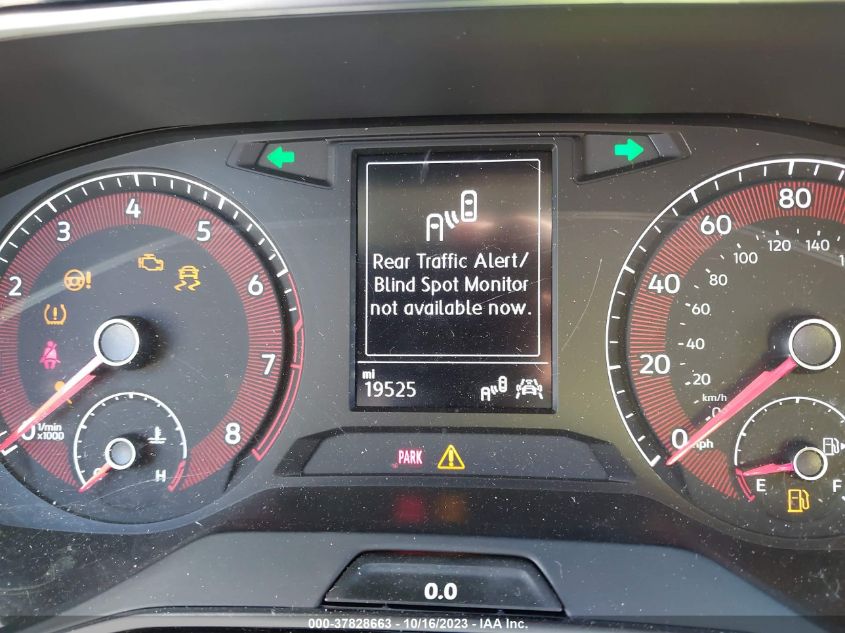 2 3 4 5 6 7 8
0 1/min
x1000
H
Rear Traffic Alert/
Blind Spot Monitor
not available now.
mi
19525
PARK
0 20 40 60 80
mph
0 20 40 60 80 100 120 140
km/h
E F
0.0
000-37828663 - 10/16/2023 - IAA Inc.